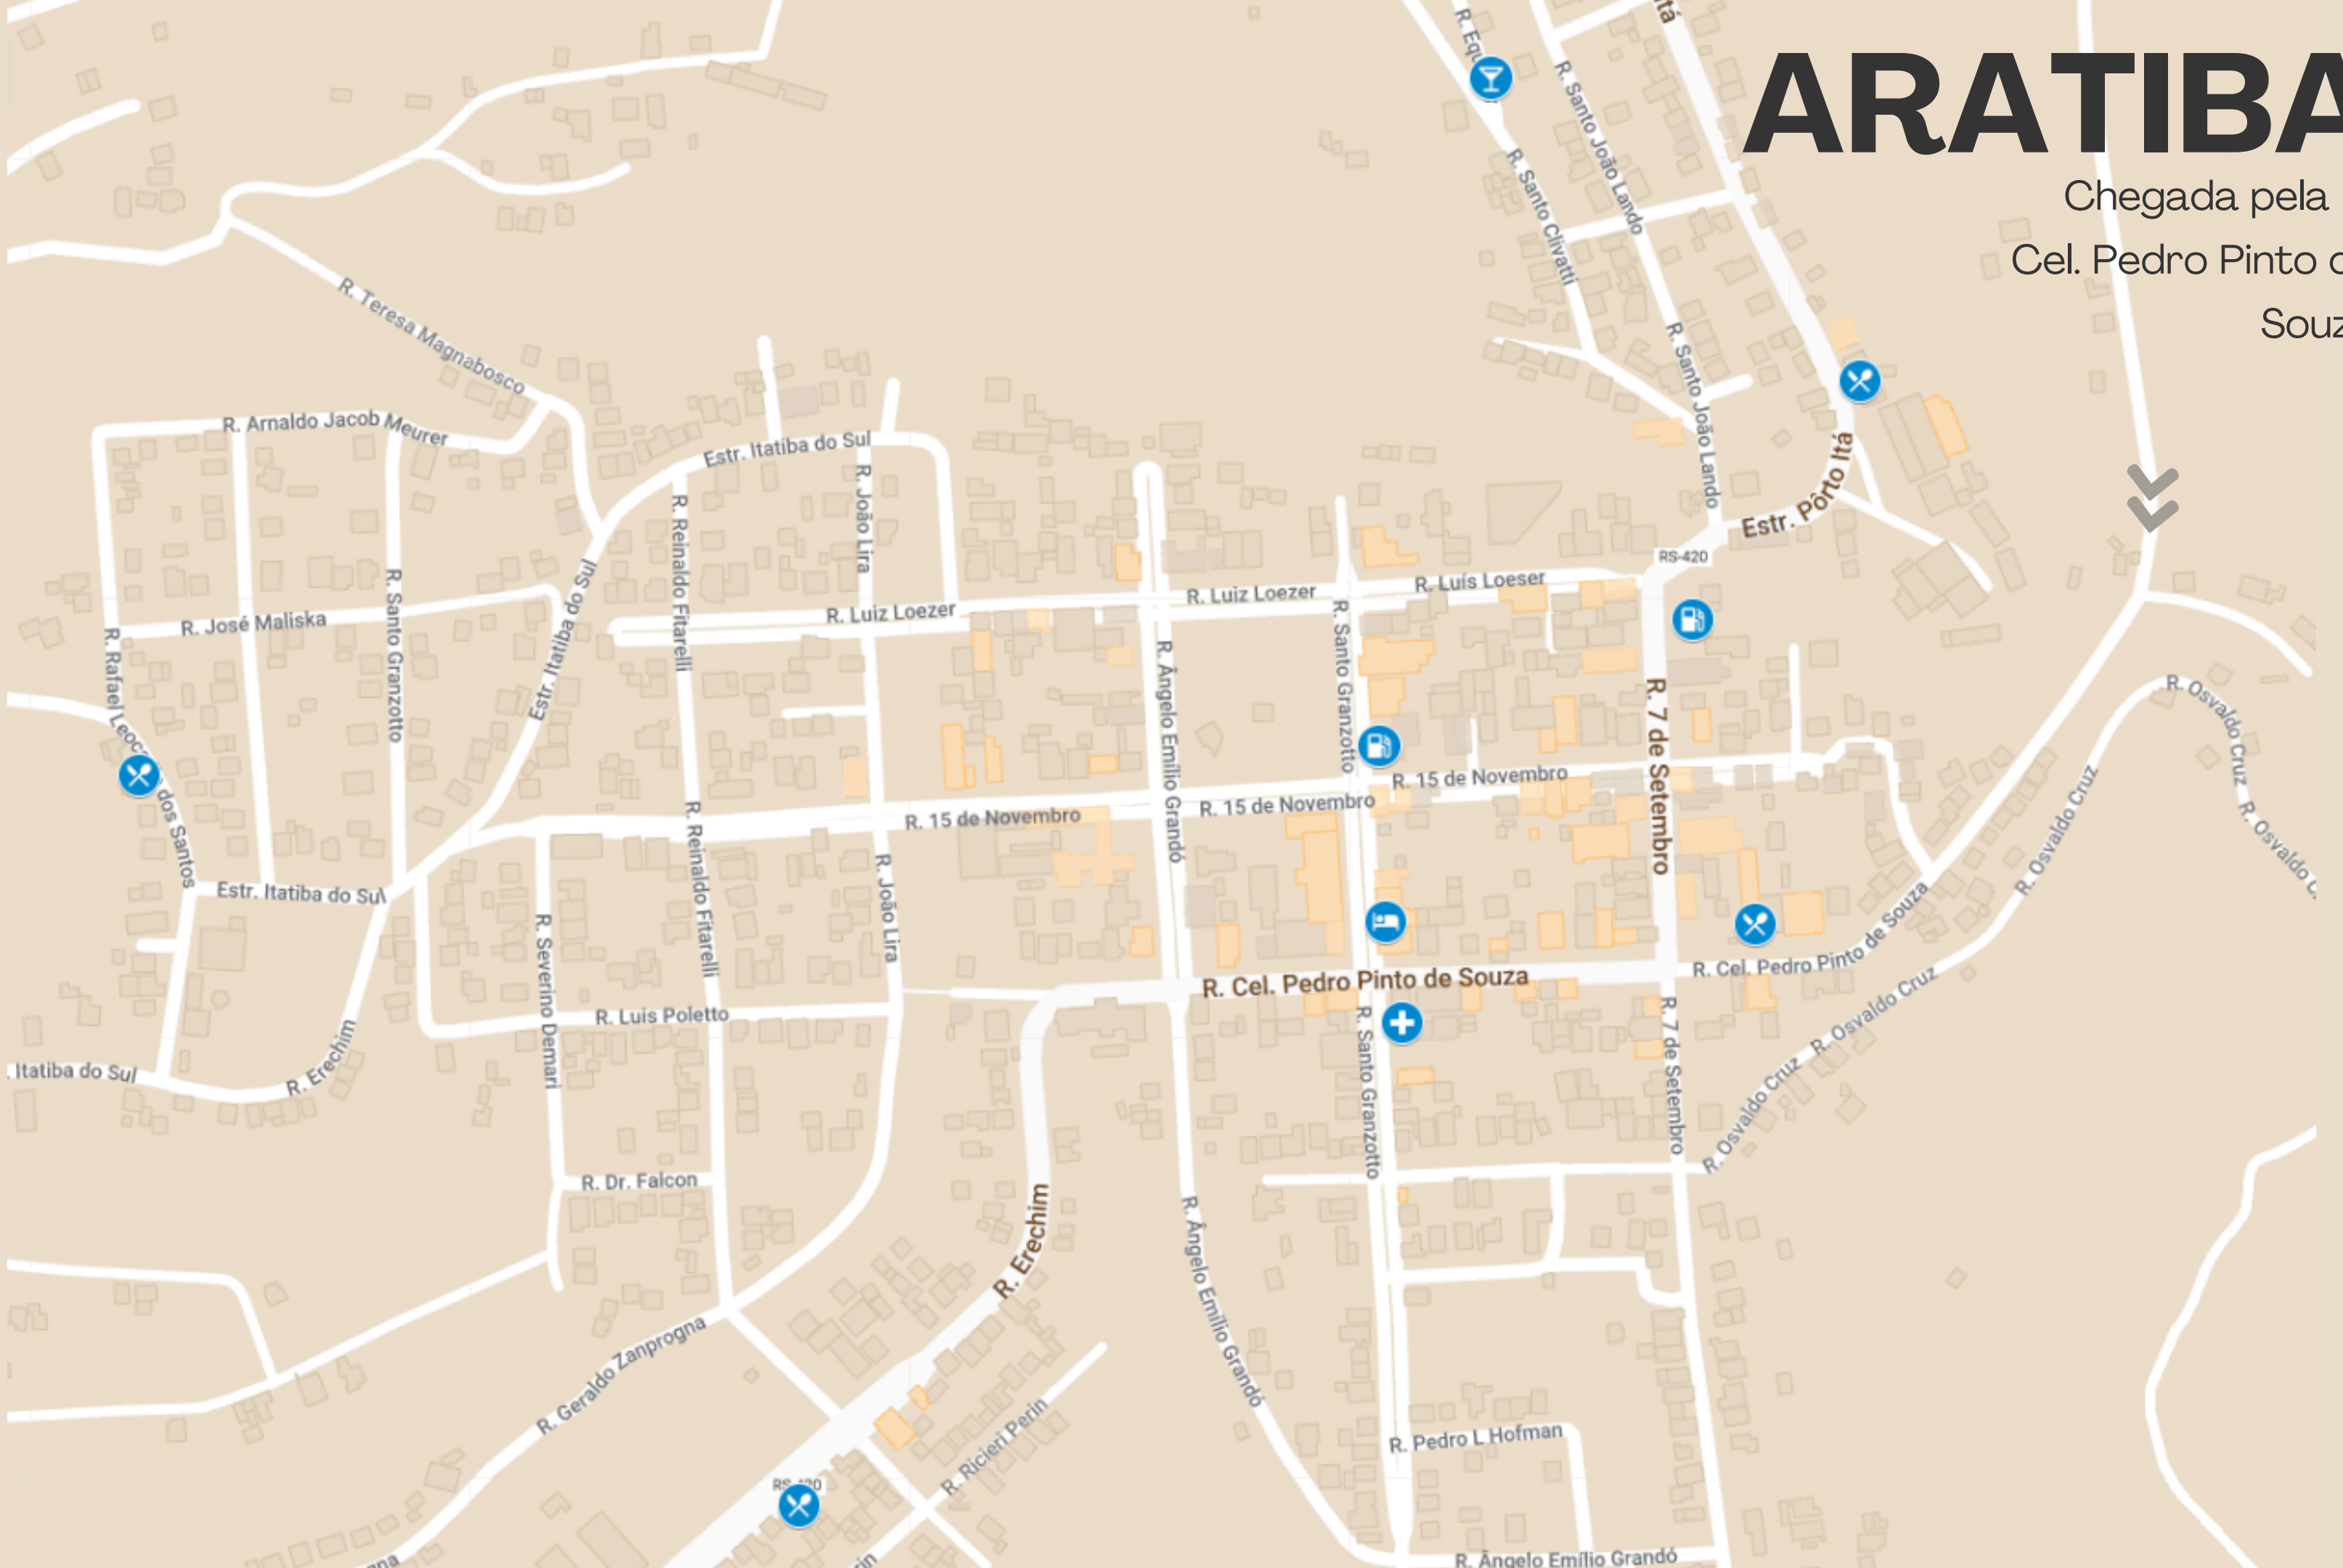 ARATIBA
Chegada pela
Cel. Pedro Pinto
Souz
R. Equ
R. Santo João Lando
R. Santo Clivatti
R. Santo João Lando
Estr. Pôrto Itá
RS-420
R. Teresa Magnabosco
R. Arnaldo Jacob Meurer
Estr. Itatiba do Sul
R. João Lira
R. Reinaldo Fitarelli
R. Santo Granzotto
R. José Maliska
Estr. Itatiba do Sul
R. Rafael Leoc
dos Santos
R. Luiz Loezer
R. Luiz Loezer
R. Luís Loeser
R. Ângelo Emílio Grandó
R. Santo Granzotto
R. 7 de Setembro
R. Osvaldo Cruz
R. Osvaldo
R. Osvaldo Cruz
R. 15 de Novembro
R. 15 de Novembro
R. 15 de Novembro
R. Reinaldo Fitarelli
R. João Lira
Estr. Itatiba do Sul
R. Severino Demari
R. Cel. Pedro Pinto de Souza
R. Cel. Pedro Pinto de Souza
R. Osvaldo Cruz
R. Osvaldo Cruz
R. Luis Poletto
R. Santo Granzotto
R. 7 de Setembro
Itatiba do Sul
R. Erechim
R. Dr. Falcon
R. Erechim
R. Ângelo Emílio Grandó
R. Geraldo Zanprogna
R. Ricieri Perin
R. Pedro L Hofman
R. Ângelo Emílio Grandó